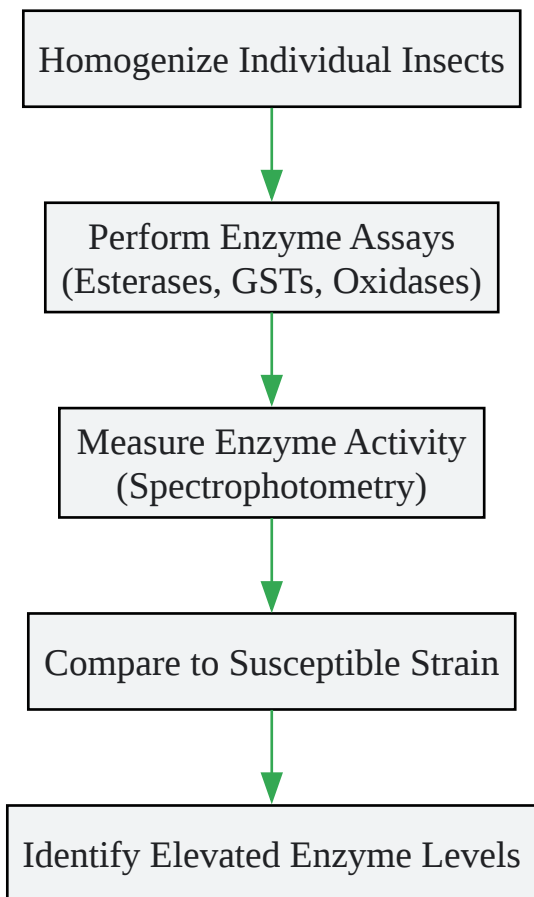 Homogenize Individual Insects
Perform Enzyme Assays
(Esterases, GSTs, Oxidases)
Measure Enzyme Activity
(Spectrophotometry)
Compare to Susceptible Strain
Identify Elevated Enzyme Levels